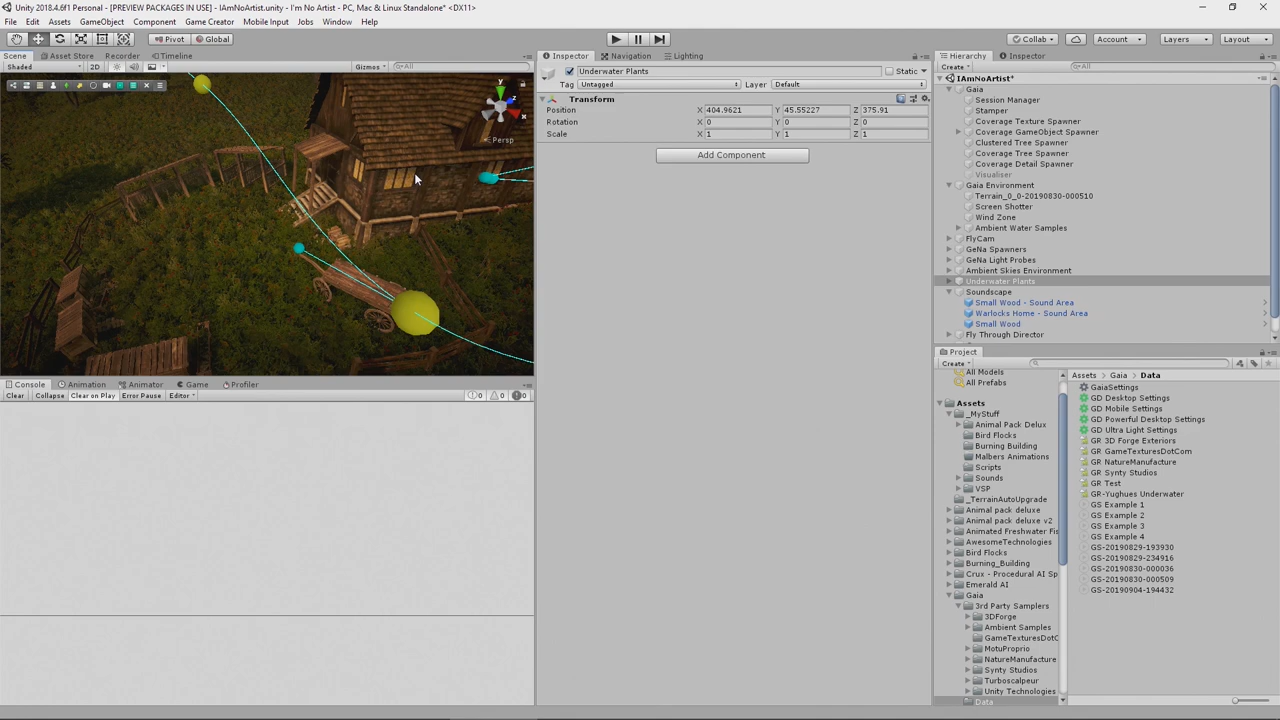 Unity 2018.4.6f1 Personal - [PREVIEW PACKAGES IN USE] - IAmNoArtist.unity - I'm No Artist - PC, Mac & Linux Standalone* <DX11>
File Edit Assets GameObject Component Game Creator Mobile Input Jobs Window Help
Pivot Global Collab Account Layers Layout
Scene Asset Store Recorder Timeline
Shaded 2D Gizmos All
y z x
Persp
Console Animation Animator Game Profiler
Clear Collapse Clear on Play Error Pause Editor 0 0 0
Inspector Navigation Lighting
Underwater Plants Static
Tag Untagged Layer Default
Transform
Position X 404.9621 Y 45.55227 Z 375.91
Rotation X 0 Y 0 Z 0
Scale X 1 Y 1 Z 1
Add Component
Hierarchy Inspector
Create All
IAmNoArtist*
Gaia
Session Manager
Stamper
Coverage Texture Spawner
Coverage GameObject Spawner
Clustered Tree Spawner
Coverage Tree Spawner
Coverage Detail Spawner
Visualiser
Gaia Environment
Terrain_0_0-20190830-000510
Screen Shotter
Wind Zone
Ambient Water Samples
FlyCam
GeNa Spawners
GeNa Light Probes
Ambient Skies Environment
Underwater Plants
Soundscape
Small Wood - Sound Area
Warlocks Home - Sound Area
Small Wood
Fly Through Director
Project
Create
All Models
All Prefabs
Assets
_MyStuff
Animal Pack Delux
Bird Flocks
Burning Building
Malbers Animations
Scripts
Sounds
VSP
_TerrainAutoUpgrade
Animal pack deluxe
Animal pack deluxe v2
Animated Freshwater Fis
AwesomeTechnologies
Bird Flocks
Burning_Building
Crux - Procedural AI Sp
Emerald AI
Gaia
3rd Party Samplers
3DForge
Ambient Samples
GameTexturesDotC
MotuProprio
NatureManufacture
Synty Studios
Turboscalpeur
Unity Technologies
Data
Assets > Gaia > Data
GaiaSettings
GD Desktop Settings
GD Mobile Settings
GD Powerful Desktop Settings
GD Ultra Light Settings
GR 3D Forge Exteriors
GR GameTexturesDotCom
GR NatureManufacture
GR Synty Studios
GR Test
GR-Yughues Underwater
GS Example 1
GS Example 2
GS Example 3
GS Example 4
GS-20190829-193930
GS-20190829-234916
GS-20190830-000036
GS-20190830-000509
GS-20190904-194432